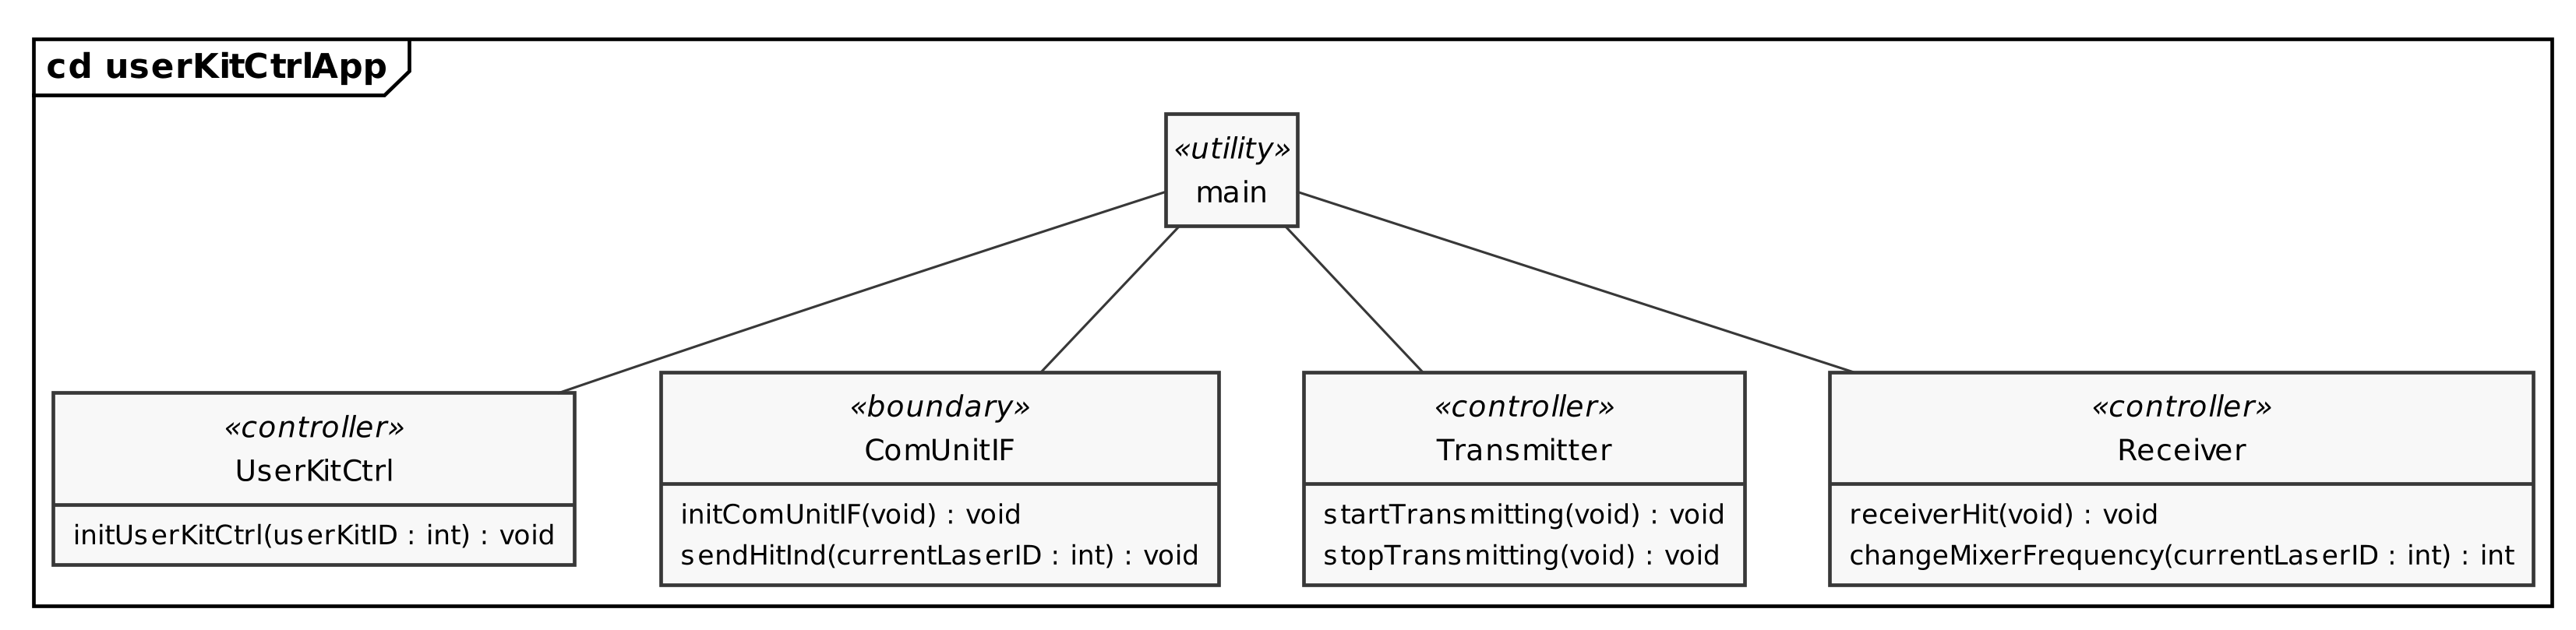 cd userKitCtrlApp
«utility»
main
«controller»
UserKitCtrl
initUserKitCtrl(userKitID : int) : void
«boundary»
ComUnitIF
initComUnitIF(void) : void
sendHitInd(currentLaserID : int) : void
«controller»
Transmitter
startTransmitting(void) : void
stopTransmitting(void) : void
«controller»
Receiver
receiverHit(void) : void
changeMixerFrequency(currentLaserID : int) : int